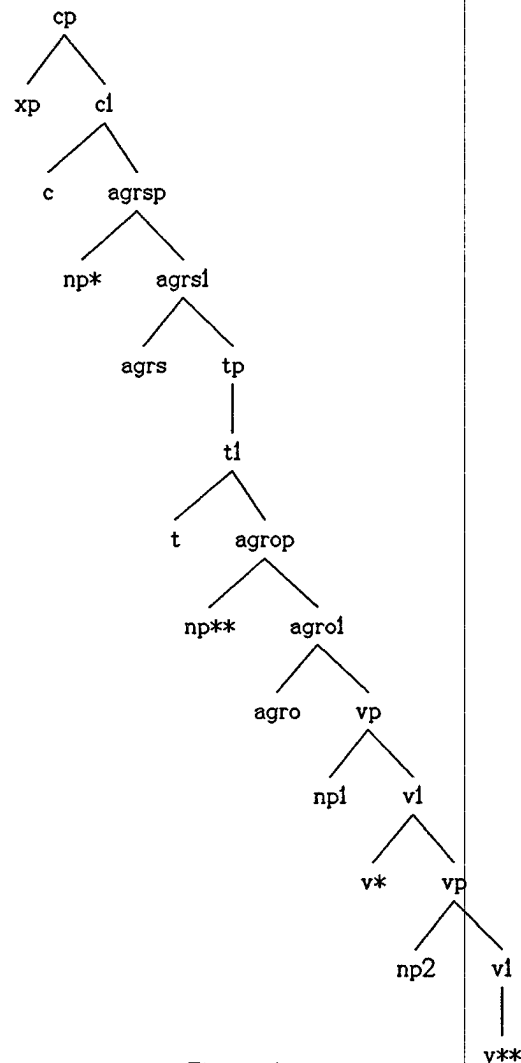 cp
xp c1
c agrsp
np* agrs1
agrs tp
t1
t agrop
np** agro1
agro vp
np1 v1
v* vp
np2 v1
v**